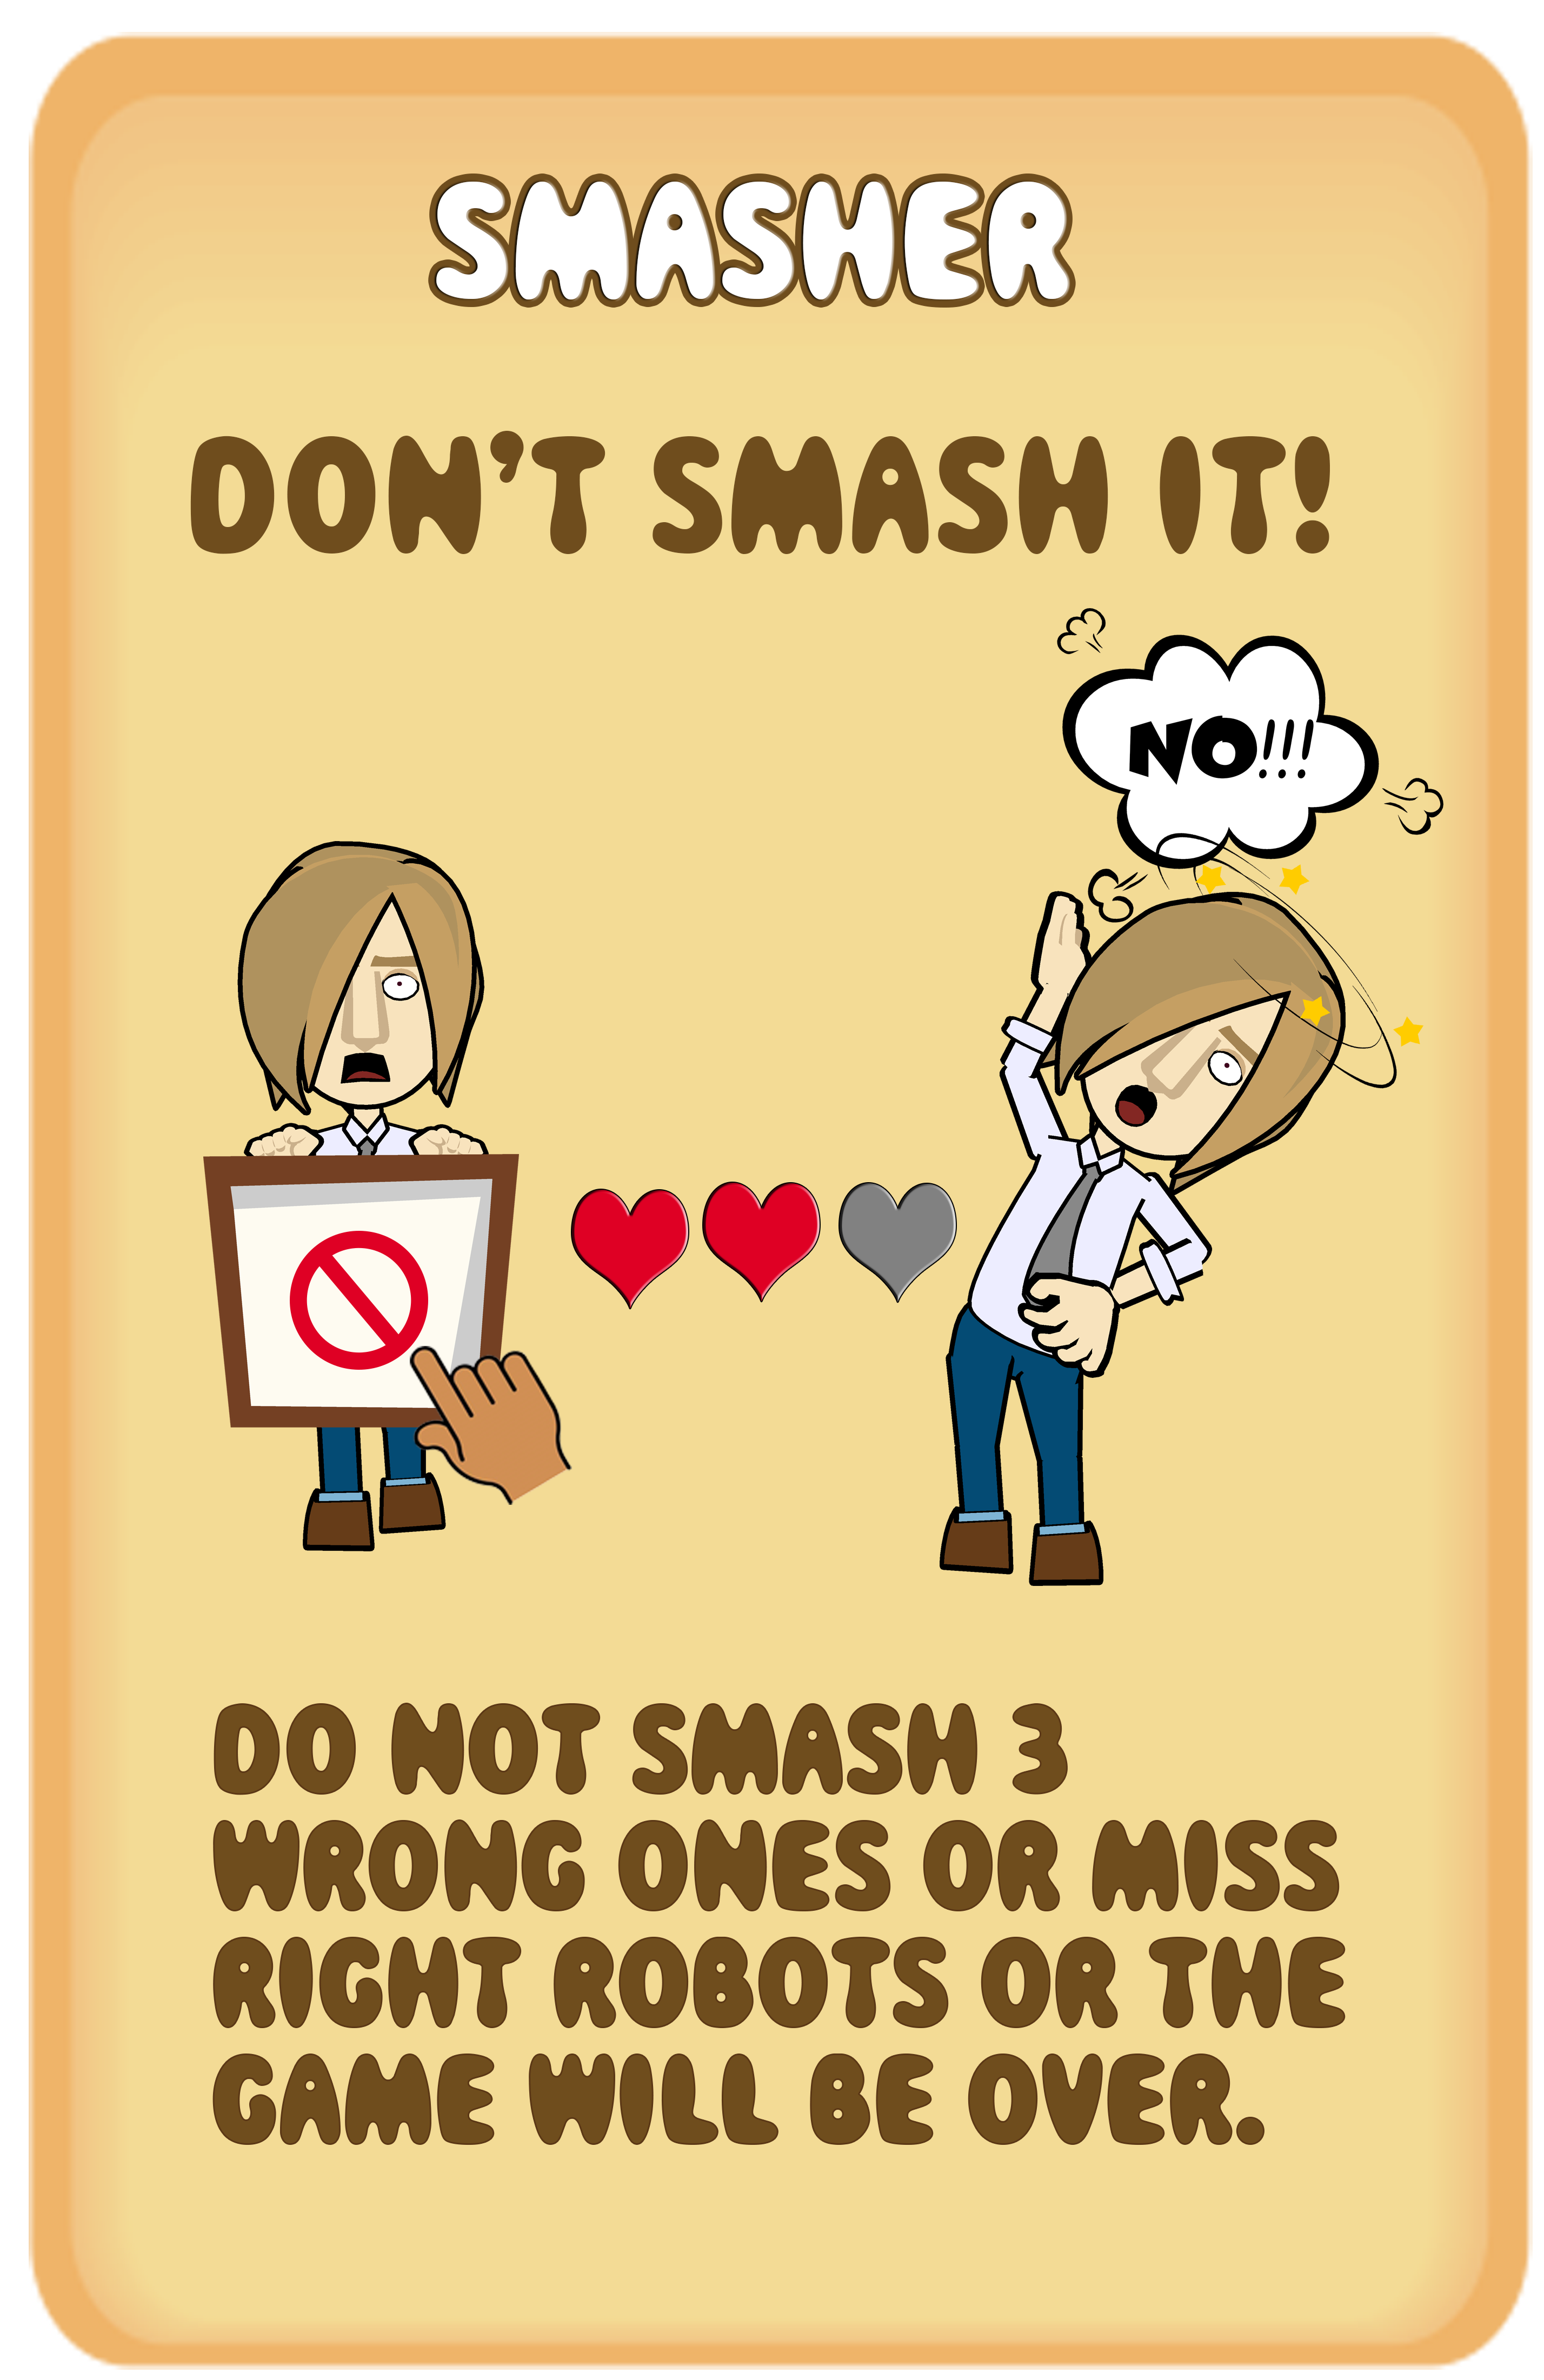 SMASHER
DON'T SMASH IT!
NO!!!
DO NOT SMASH 3
WRONG ONES OR MISS
RIGHT ROBOTS OR THE
GAME WILL BE OVER.